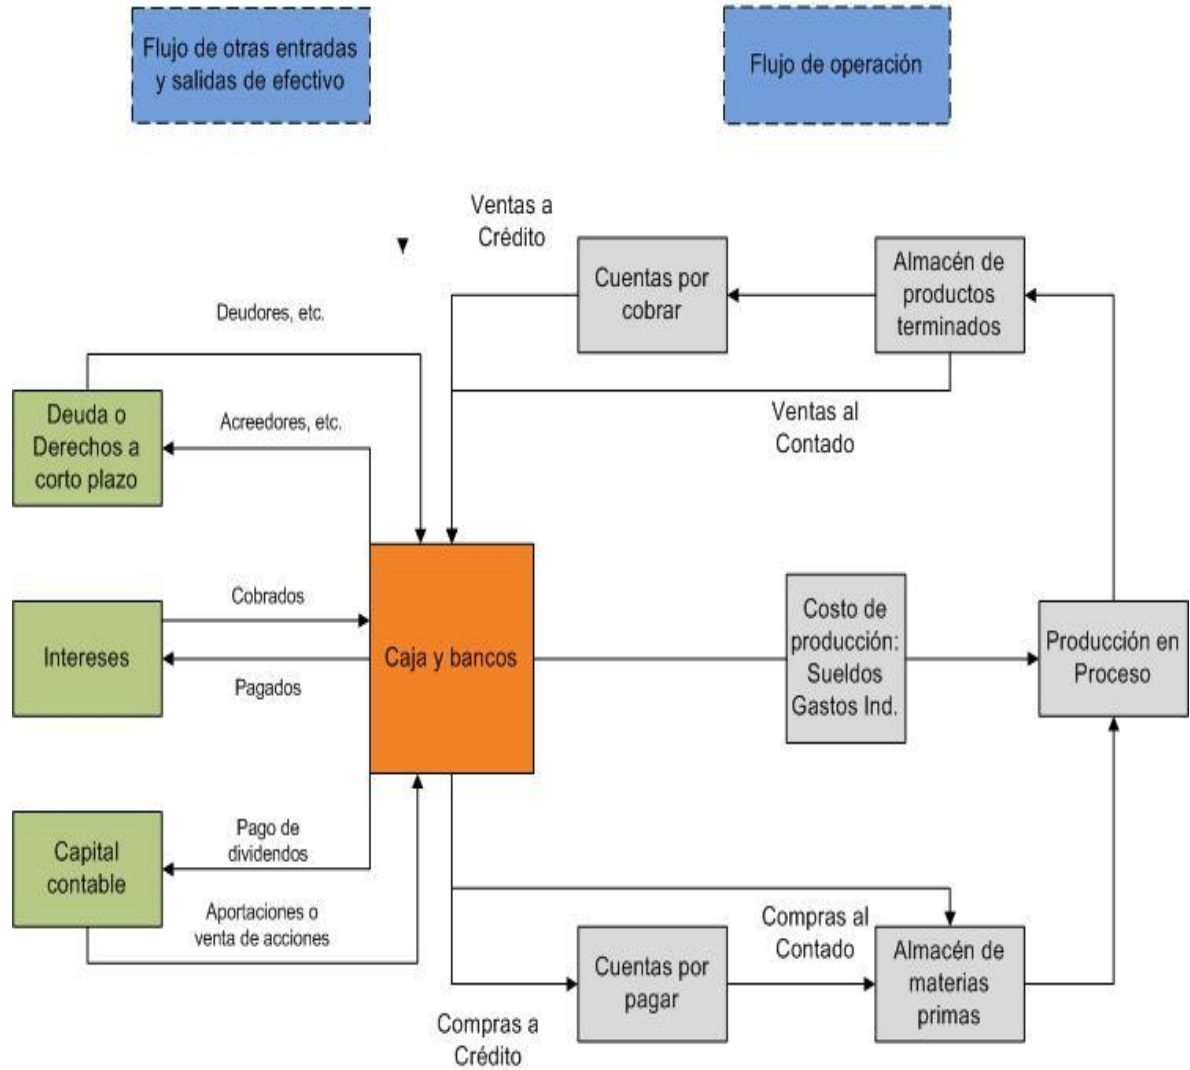 Flujo de otras entradas
y salidas de efectivo
Flujo de operación
Ventas a
Crédito
Cuentas por
cobrar
Almacén de
productos
terminados
Deudores, etc.
Deuda o
Derechos a
corto plazo
Acreedores, etc.
Ventas al
Contado
Intereses
Cobrados
Pagados
Caja y bancos
Costo de
producción:
Sueldos
Gastos Ind.
Producción en
Proceso
Capital
contable
Pago de
dividendos
Aportaciones o
venta de acciones
Compras al
Contado
Cuentas por
pagar
Almacén de
materias
primas
Compras a
Crédito